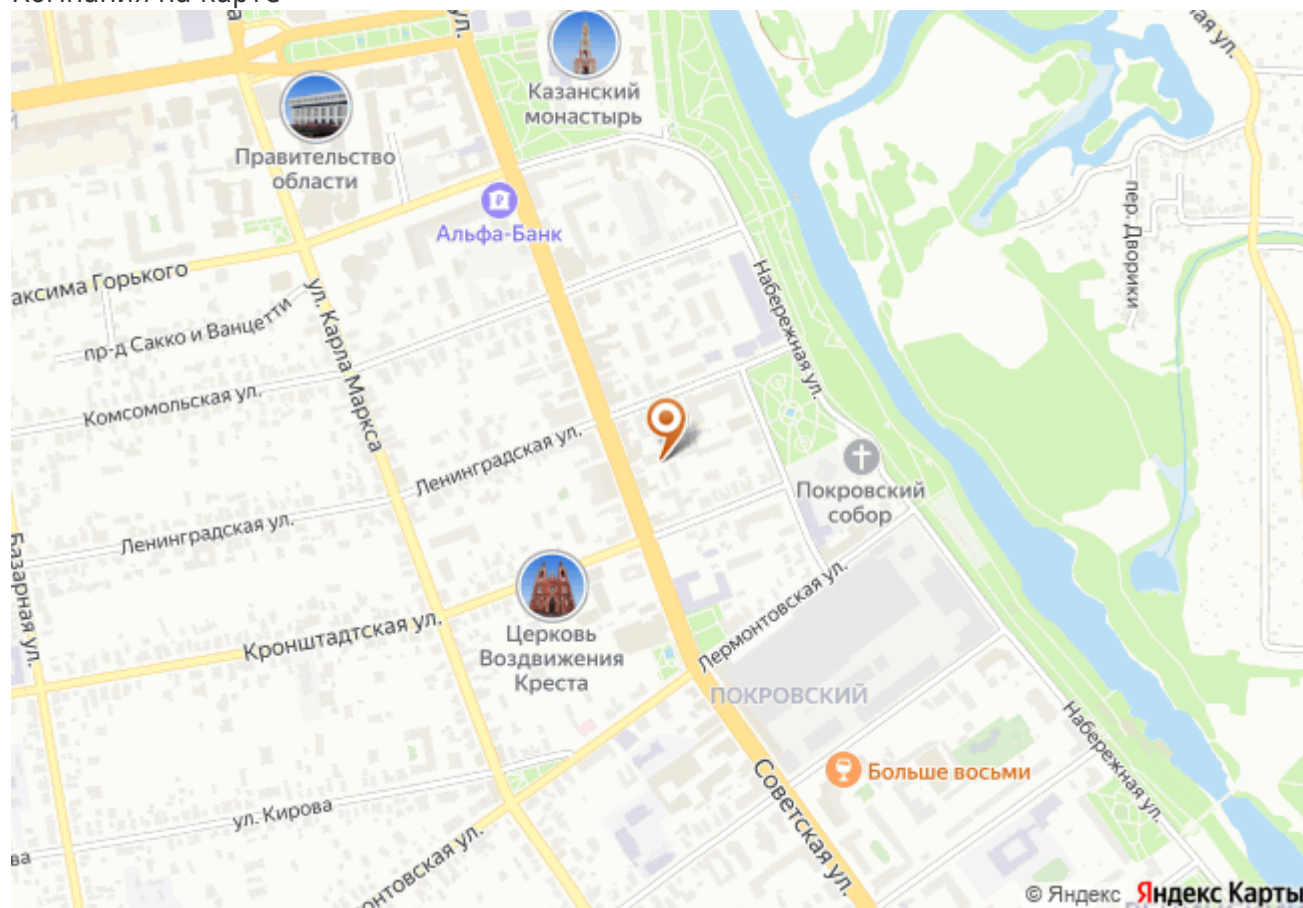 ул.
Казанский
монастырь
Правительство
области
Альфа-Банк
аксима Горького
пр-д Сакко и Ванцетти
ул. Карла Маркса
Набережная ул.
пер. Дворики
Комсомольская ул.
Ленинградская ул.
Ленинградская ул.
Покровский
собор
Базарная ул.
Кронштадтская ул.
Церковь
Воздвижения
Креста
Лермонтовская ул.
ПОКРОВСКИЙ
Больше восьми
Набережная ул.
Советская ул.
ул. Кирова
ва
монтовская ул.
© Яндекс Яндекс Карты